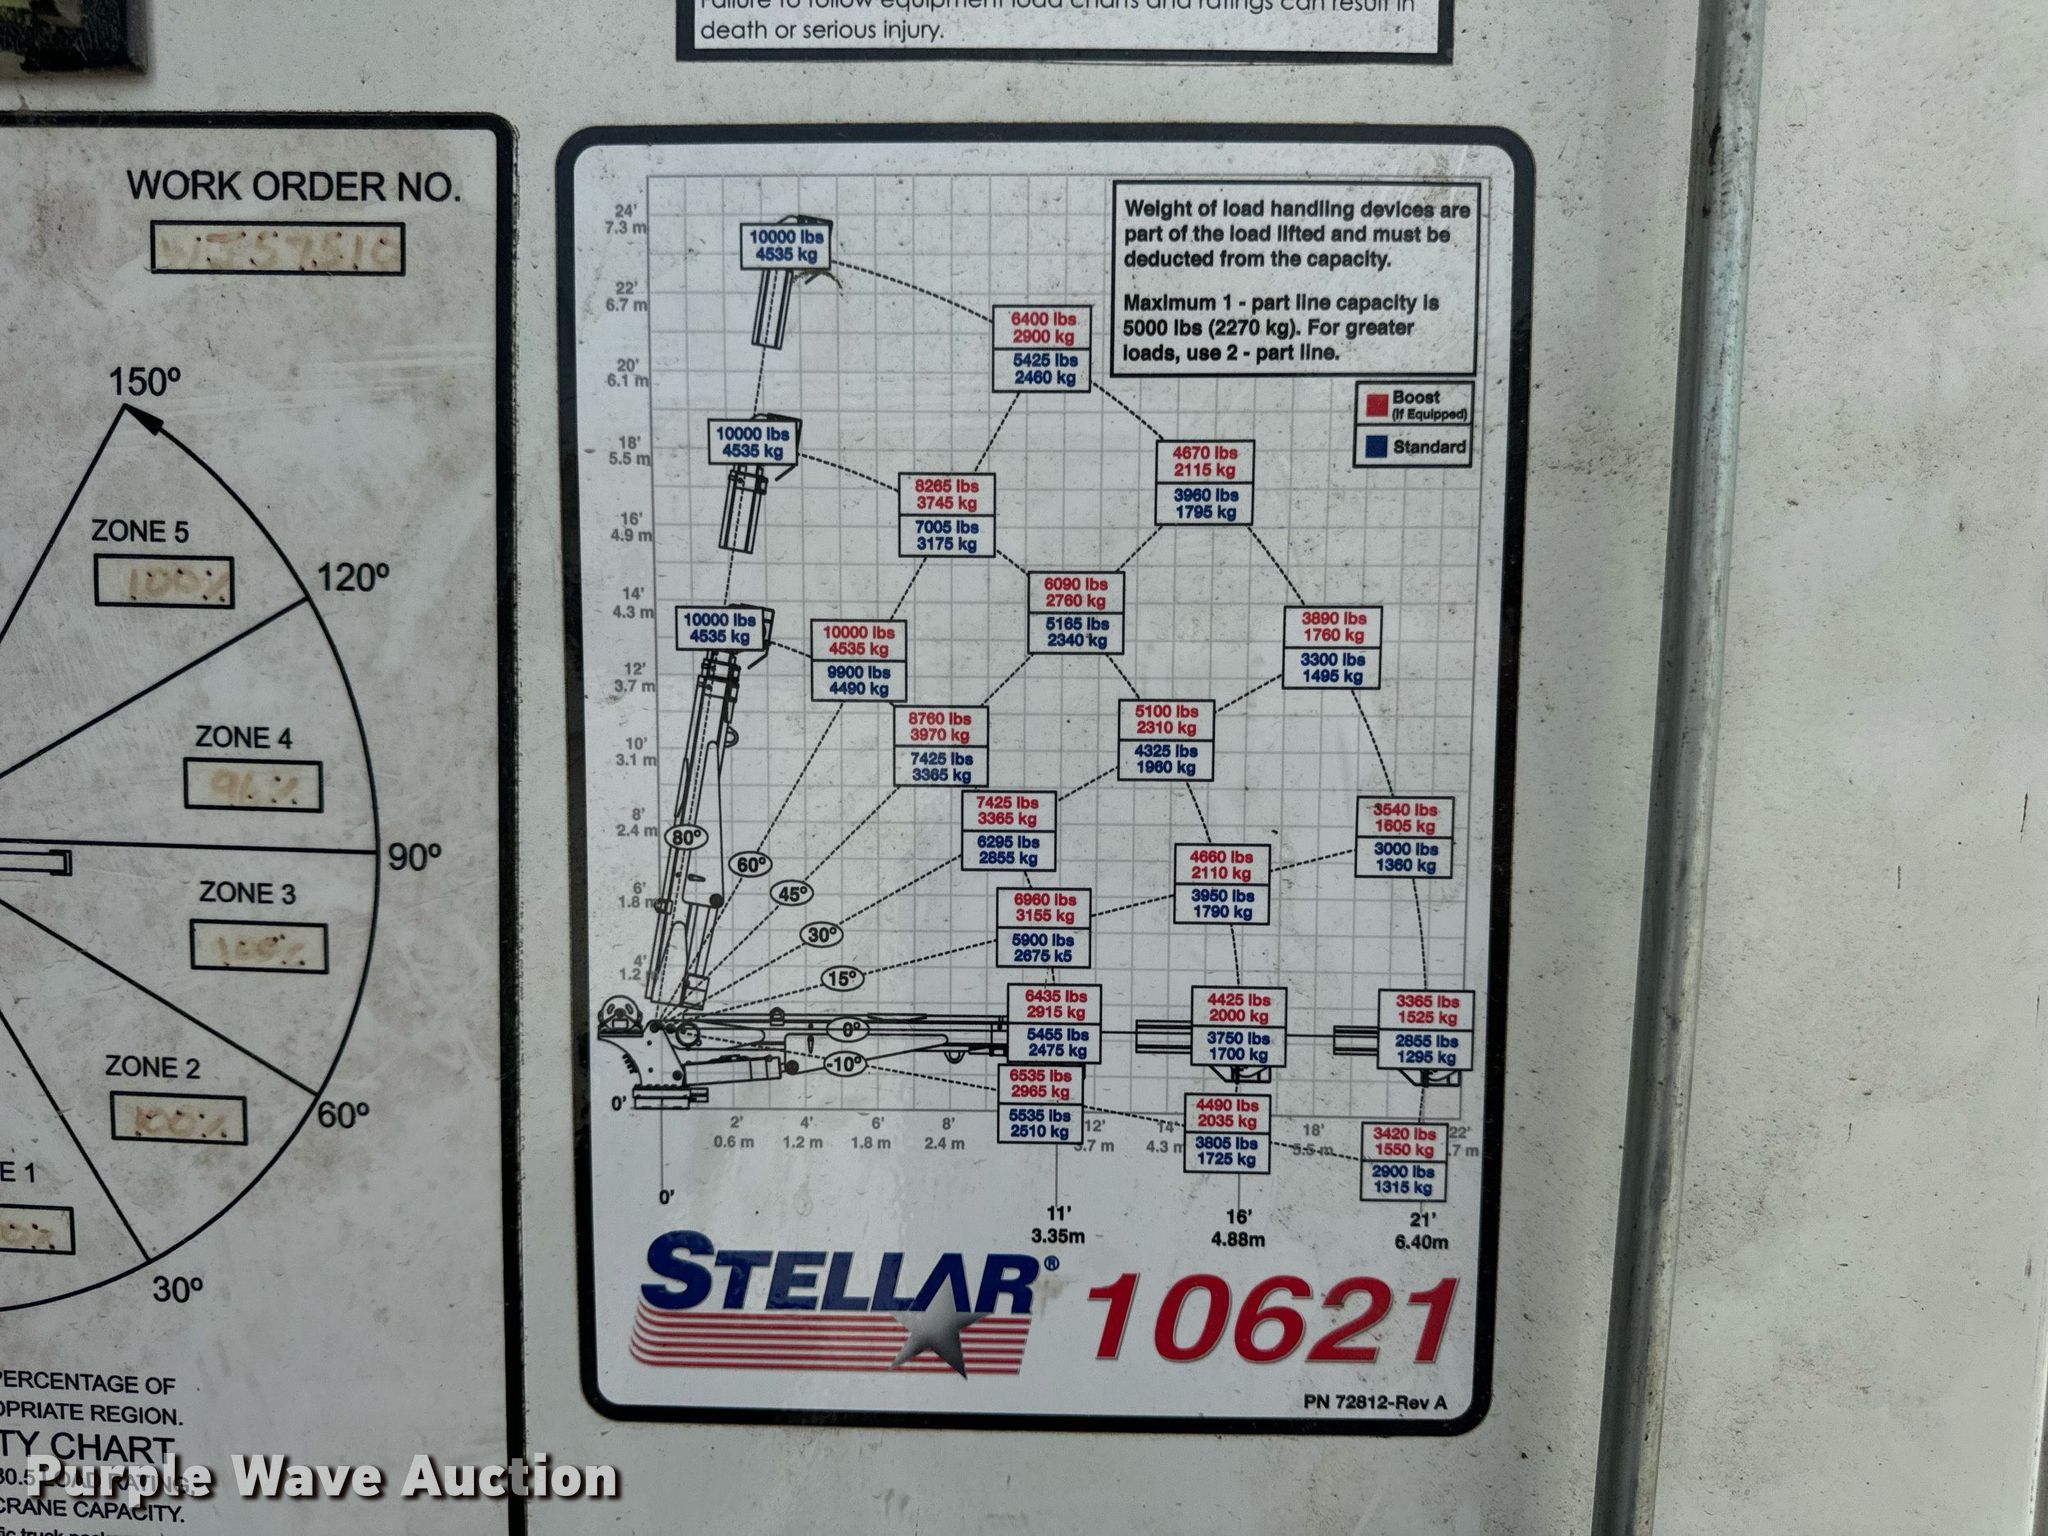 death or serious injury.
WORK ORDER NO.
150º
ZONE 5
120º
ZONE 4
90º
ZONE 3
ZONE 2
60º
E 1
30º
PERCENTAGE OF
OPRIATE REGION.
TY CHART
CRANE CAPACITY.
Weight of load handling devices are
part of the load lifted and must be
deducted from the capacity.
Maximum 1 - part line capacity is
5000 lbs (2270 kg). For greater
loads, use 2 - part line.
Boost
(If Equipped)
Standard
24'
7.3 m
10000 lbs
4535 kg
22'
6.7 m
6400 lbs
2900 kg
5425 lbs
2460 kg
20'
6.1 m
18'
5.5 m
10000 lbs
4535 kg
4670 lbs
2115 kg
3960 lbs
1795 kg
8265 lbs
3745 kg
7005 lbs
3175 kg
16'
4.9 m
6090 lbs
2760 kg
5165 lbs
2340 kg
14'
4.3 m
10000 lbs
4535 kg
10000 lbs
4535 kg
9900 lbs
4490 kg
3890 lbs
1760 kg
3300 lbs
1495 kg
12'
3.7 m
8760 lbs
3970 kg
7425 lbs
3365 kg
5100 lbs
2310 kg
4325 lbs
1960 kg
10'
3.1 m
7425 lbs
3365 kg
6295 lbs
2855 kg
3540 lbs
1605 kg
3000 lbs
1360 kg
8'
2.4 m
80º
60º
45º
30º
15º
0º
-10º
4660 lbs
2110 kg
3950 lbs
1790 kg
6'
1.8 m
6960 lbs
3155 kg
5900 lbs
2675 k5
4'
1.2 m
6435 lbs
2915 kg
5455 lbs
2475 kg
4425 lbs
2000 kg
3750 lbs
1700 kg
3365 lbs
1525 kg
2855 lbs
1295 kg
6535 lbs
2965 kg
5535 lbs
2510 kg
4490 lbs
2035 kg
3805 lbs
1725 kg
3420 lbs
1550 kg
2900 lbs
1315 kg
0'
2' 4' 6' 8' 12' 14' 18' 22'
0.6 m 1.2 m 1.8 m 2.4 m 3.7 m 4.3 m 5.5 m .7 m
0'
11' 16' 21'
3.35m 4.88m 6.40m
STELLAR® 10621
PN 72812-Rev A
Purple Wave Auction